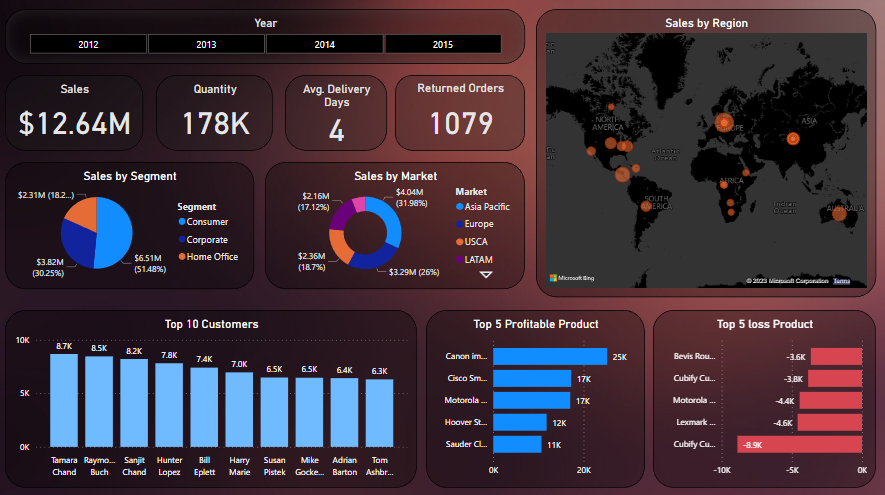 Year
2012 2013 2014 2015
Sales
$12.64M
Quantity
178K
Avg. Delivery
Days
4
Returned Orders
1079
Sales by Region
NORTH
AMERICA
Atlantic
Ocean
EUROPE
ASIA
AFRICA
SOUTH
AMERICA
Indian
Ocean
AUSTRALIA
Microsoft Bing
© 2023 Microsoft Corporation Terms
Sales by Segment
$2.31M (18.2...)
$3.82M
(30.25%)
$6.51M
(51.48%)
Segment
Consumer
Corporate
Home Office
Sales by Market
$2.16M
(17.12%)
$4.04M
(31.98%)
$2.36M
(18.7%)
$3.29M (26%)
Market
Asia Pacific
Europe
USCA
LATAM
Top 10 Customers
10K
5K
0K
8.7K 8.5K 8.2K 7.8K 7.4K 7.0K 6.5K 6.5K 6.4K 6.3K
Tamara Raymo... Sanjit Hunter Bill Harry Susan Mike Adrian Tom
Chand Buch Chand Lopez Eplett Marie Pistek Gocke... Barton Ashbr...
Top 5 Profitable Product
Canon im... 25K
Cisco Sm... 17K
Motorola ... 17K
Hoover St... 12K
Sauder Cl... 11K
0K 20K
Top 5 loss Product
Bevis Rou... -3.6K
Cubify Cu... -3.8K
Motorola ... -4.4K
Lexmark ... -4.6K
Cubify Cu... -8.9K
-10K -5K 0K